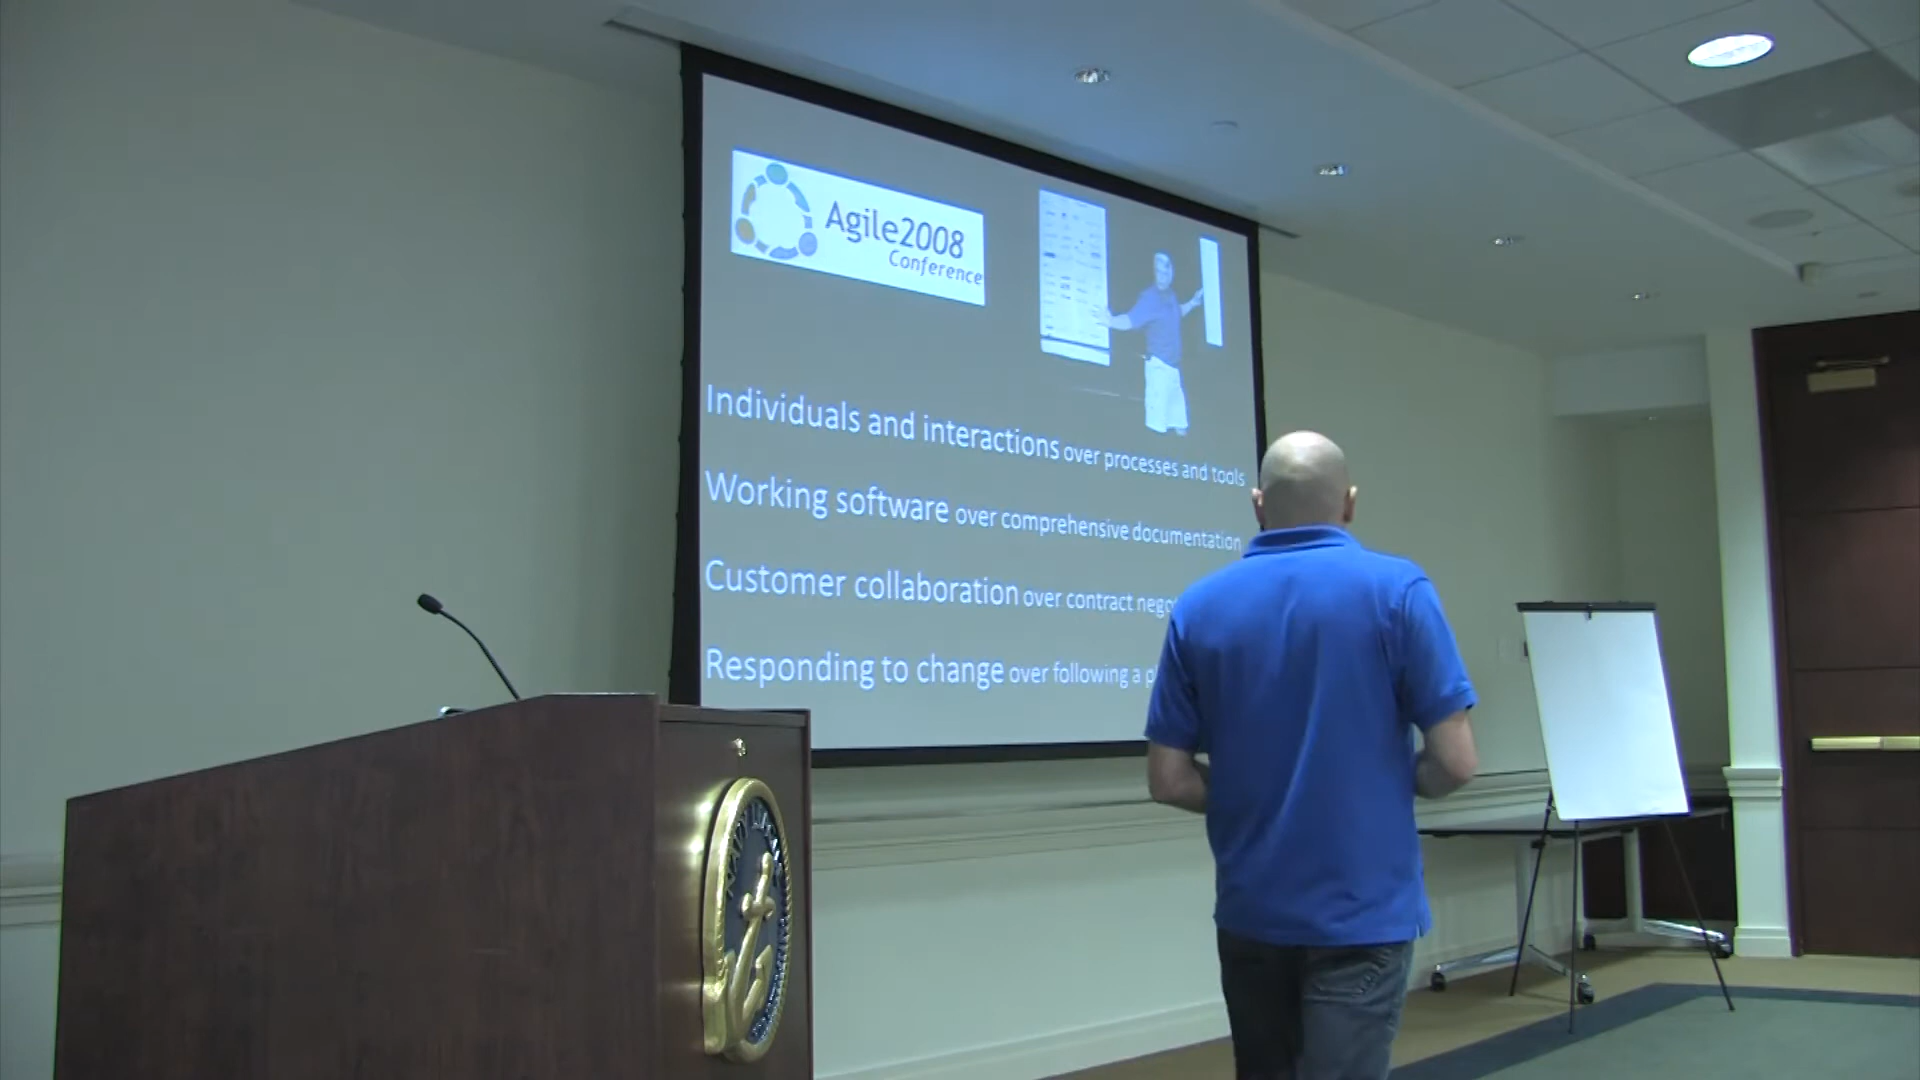 Agile2008
Conference
Individuals and interactions over processes and tools
Working software over comprehensive documentation
Customer collaboration over contract
Responding to change over following a